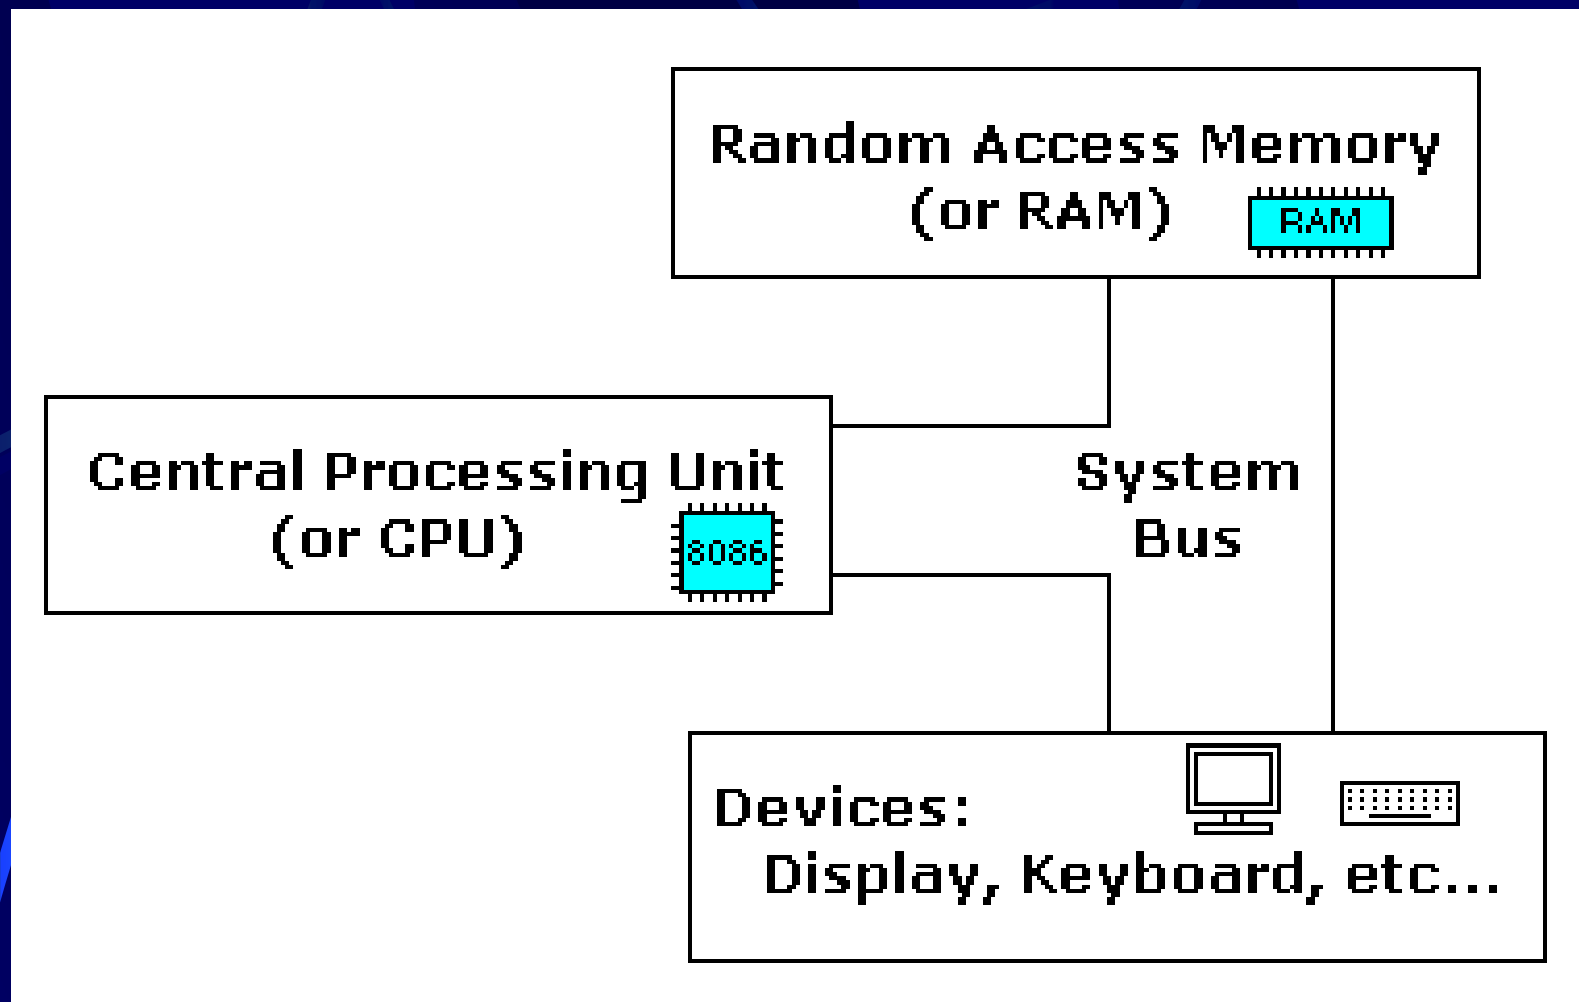 Random Access Memory
(or RAM)
RAM
Central Processing Unit
(or CPU)
8086
System
Bus
Devices:
Display, Keyboard, etc...